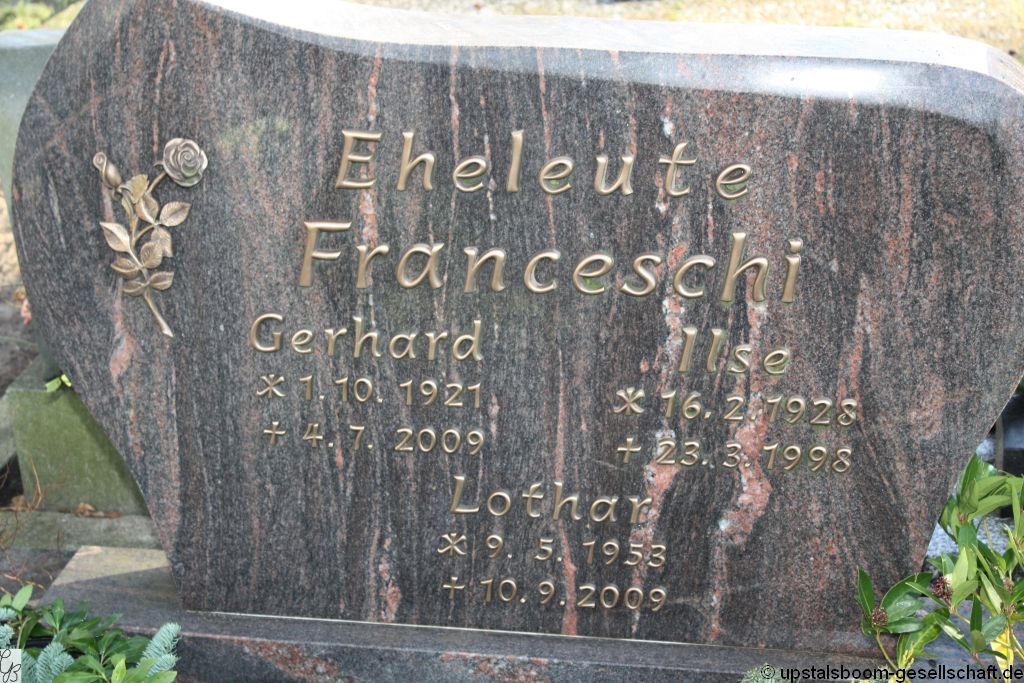 Eheleute
Franceschi
Gerhard
* 1. 10. 1921
+ 4. 7. 2009
Ilse
* 16. 2. 1928
+ 23. 3. 1998
Lothar
* 9. 5. 1953
+ 10. 9. 2009
© upstalsboom-gesellschaft.de